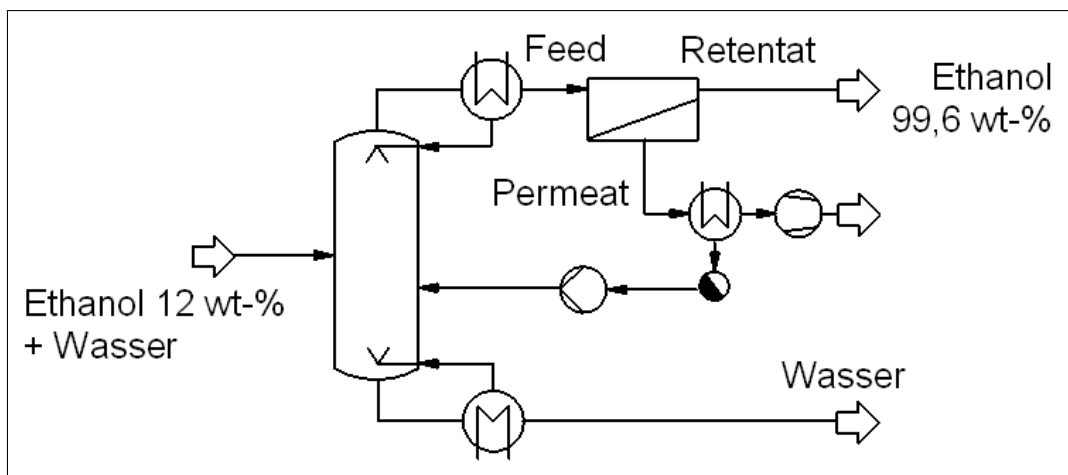 Feed
Retentat
Ethanol
99,6 wt-%
Permeat
Ethanol 12 wt-%
+ Wasser
Wasser